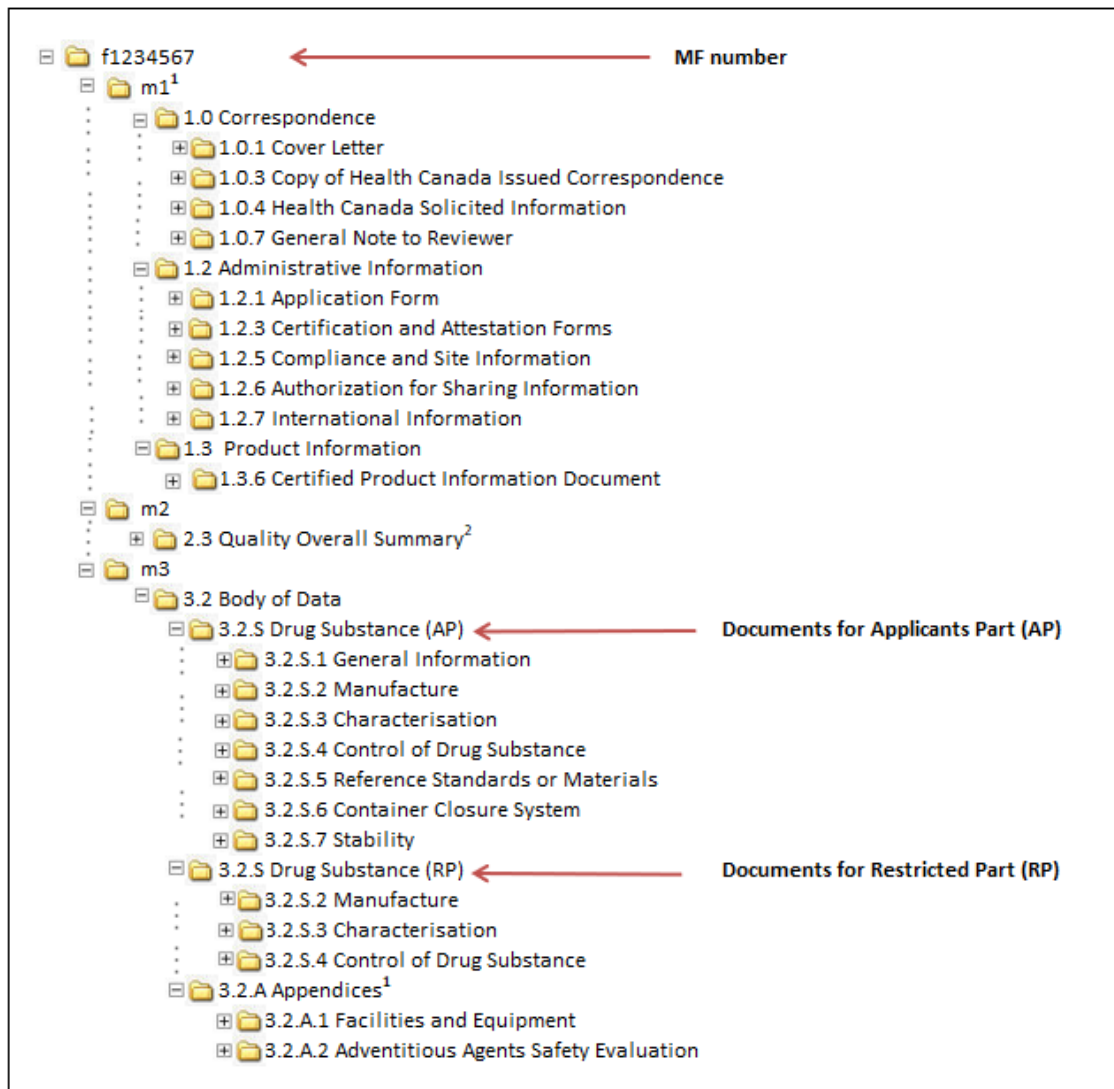 f1234567 MF number
m1¹
1.0 Correspondence
1.0.1 Cover Letter
1.0.3 Copy of Health Canada Issued Correspondence
1.0.4 Health Canada Solicited Information
1.0.7 General Note to Reviewer
1.2 Administrative Information
1.2.1 Application Form
1.2.3 Certification and Attestation Forms
1.2.5 Compliance and Site Information
1.2.6 Authorization for Sharing Information
1.2.7 International Information
1.3 Product Information
1.3.6 Certified Product Information Document
m2
2.3 Quality Overall Summary²
m3
3.2 Body of Data
3.2.S Drug Substance (AP) Documents for Applicants Part (AP)
3.2.S.1 General Information
3.2.S.2 Manufacture
3.2.S.3 Characterisation
3.2.S.4 Control of Drug Substance
3.2.S.5 Reference Standards or Materials
3.2.S.6 Container Closure System
3.2.S.7 Stability
3.2.S Drug Substance (RP) Documents for Restricted Part (RP)
3.2.S.2 Manufacture
3.2.S.3 Characterisation
3.2.S.4 Control of Drug Substance
3.2.A Appendices¹
3.2.A.1 Facilities and Equipment
3.2.A.2 Adventitious Agents Safety Evaluation